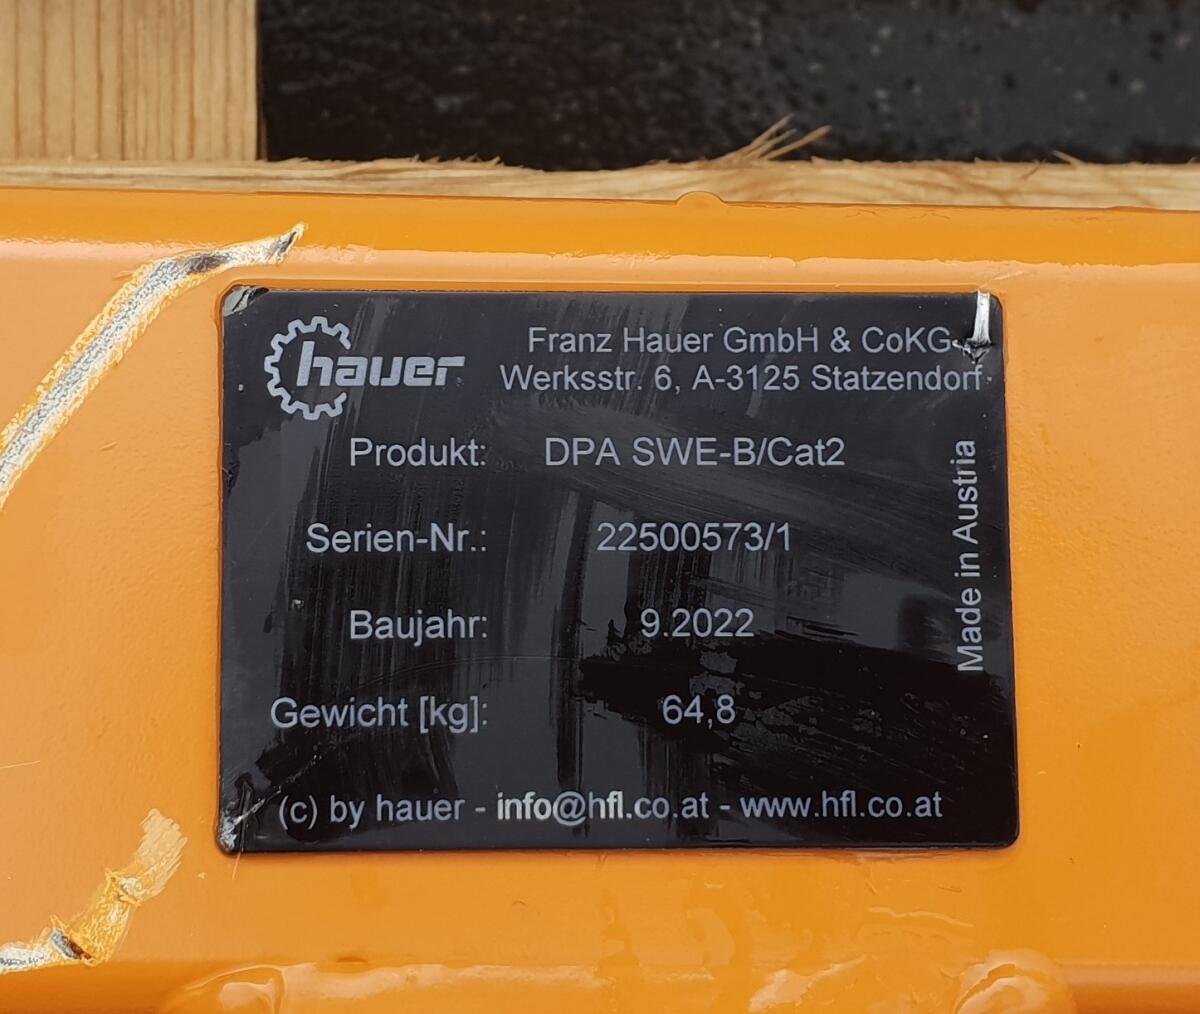 hauer
Franz Hauer GmbH & CoKG
Werksstr. 6, A-3125 Statzendorf
Produkt: DPA SWE-B/Cat2
Serien-Nr.: 22500573/1
Baujahr: 9.2022
Gewicht [kg]: 64,8
Made in Austria
(c) by hauer - info@hfl.co.at - www.hfl.co.at